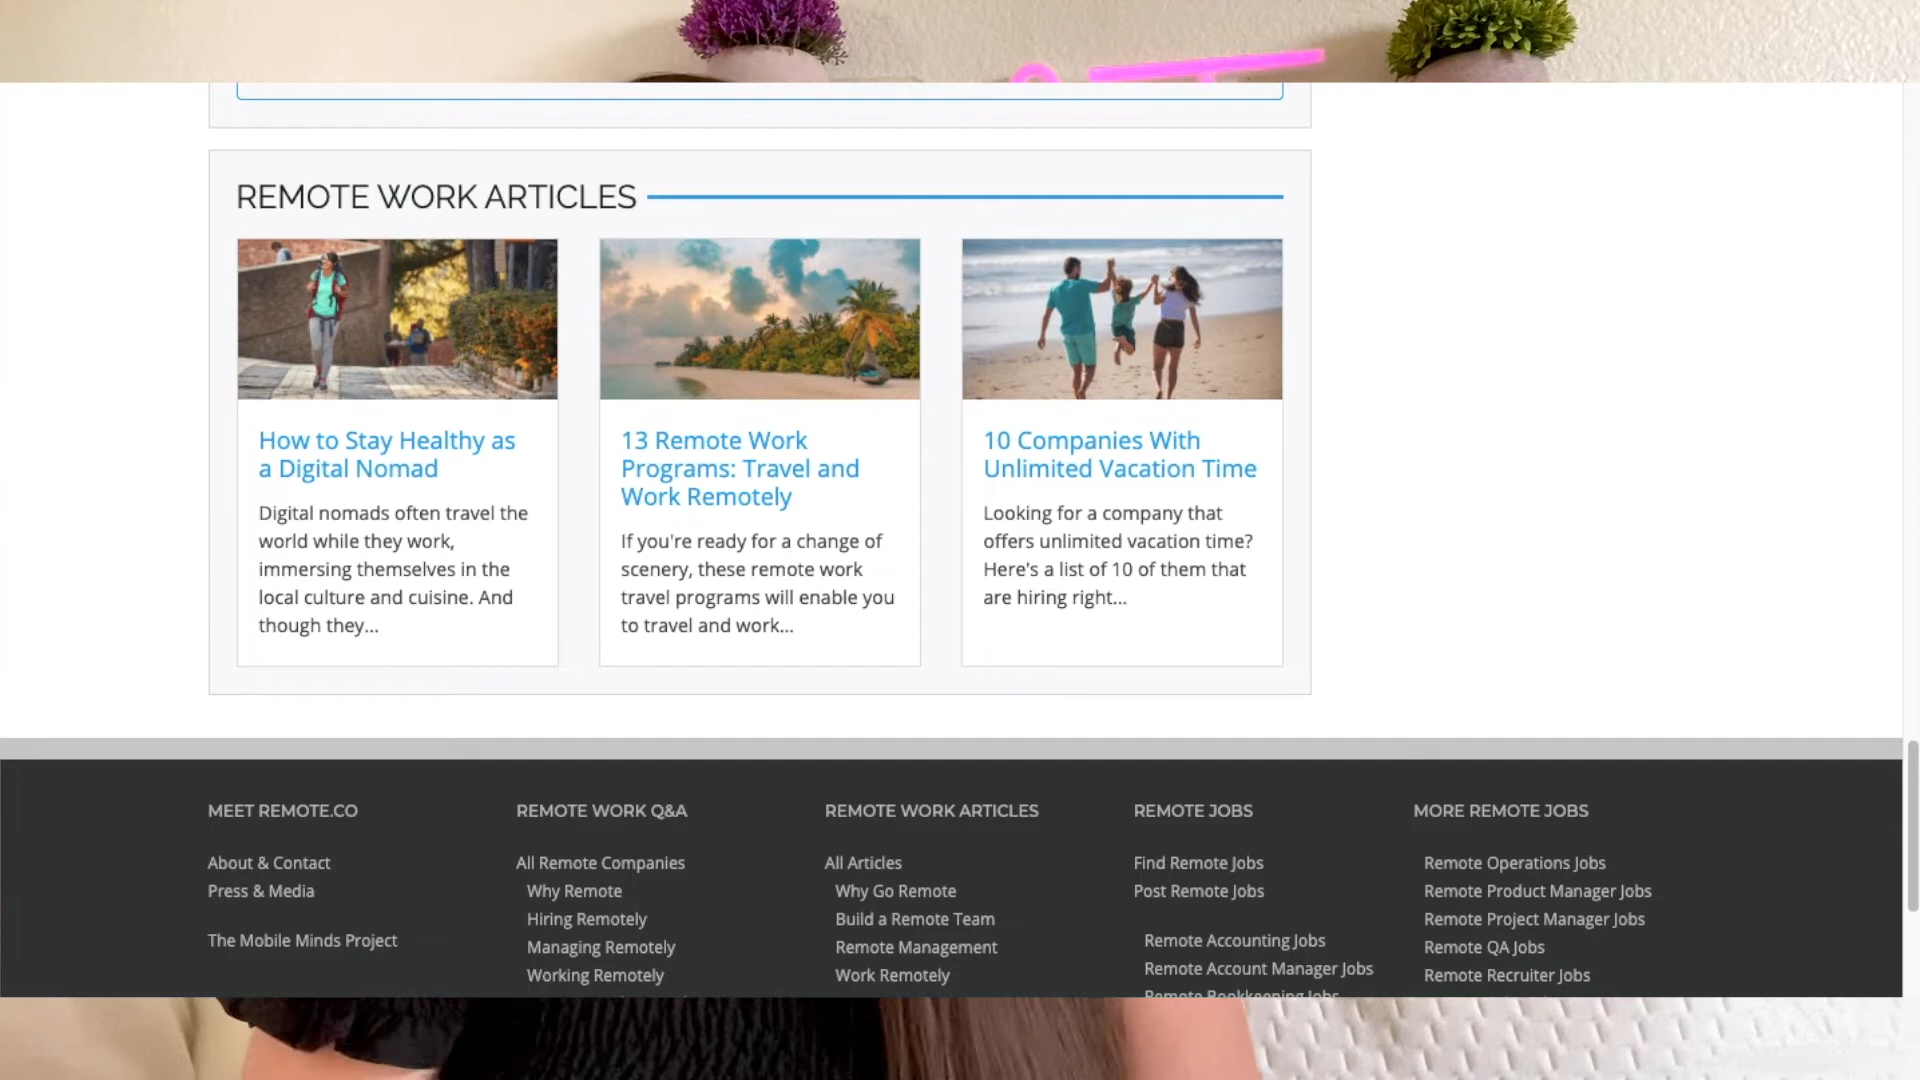 REMOTE WORK ARTICLES
How to Stay Healthy as
a Digital Nomad
Digital nomads often travel the
world while they work,
immersing themselves in the
local culture and cuisine. And
though they...
13 Remote Work
Programs: Travel and
Work Remotely
If you're ready for a change of
scenery, these remote work
travel programs will enable you
to travel and work...
10 Companies With
Unlimited Vacation Time
Looking for a company that
offers unlimited vacation time?
Here's a list of 10 of them that
are hiring right...
MEET REMOTE.CO
About & Contact
Press & Media
The Mobile Minds Project
REMOTE WORK Q&A
All Remote Companies
Why Remote
Hiring Remotely
Managing Remotely
Working Remotely
REMOTE WORK ARTICLES
All Articles
Why Go Remote
Build a Remote Team
Remote Management
Work Remotely
REMOTE JOBS
Find Remote Jobs
Post Remote Jobs
Remote Accounting Jobs
Remote Account Manager Jobs
Remote Bookkeeping Jobs
MORE REMOTE JOBS
Remote Operations Jobs
Remote Product Manager Jobs
Remote Project Manager Jobs
Remote QA Jobs
Remote Recruiter Jobs